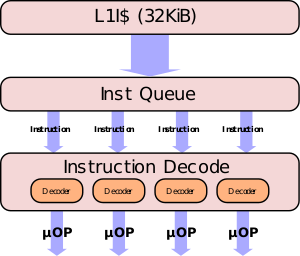 L1I$ (32KiB)
Inst Queue
Instruction Instruction Instruction Instruction
Instruction Decode
Decoder Decoder Decoder Decoder
μOP μOP μOP μOP